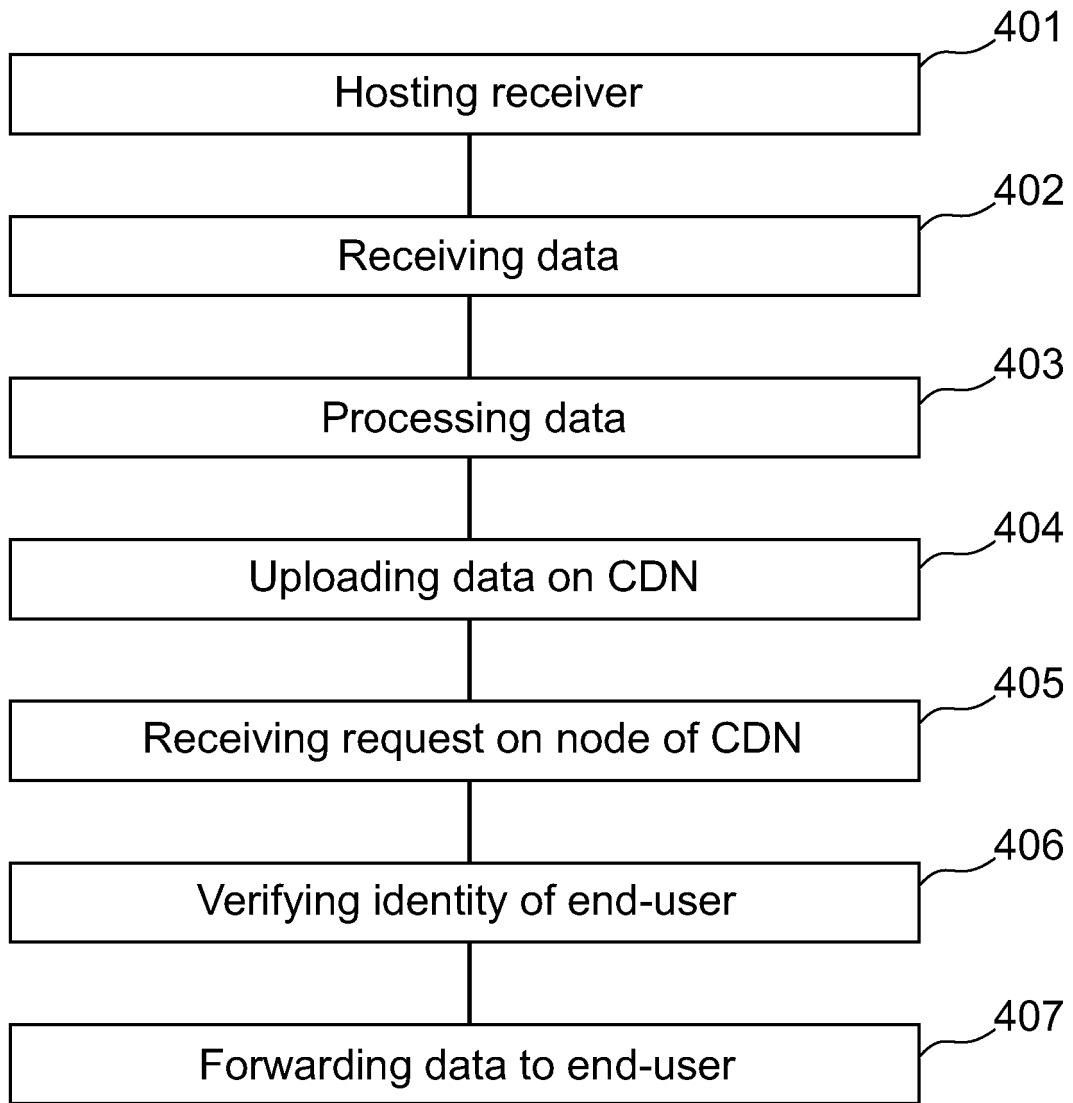 401
Hosting receiver
402
Receiving data
403
Processing data
404
Uploading data on CDN
405
Receiving request on node of CDN
406
Verifying identity of end-user
407
Forwarding data to end-user